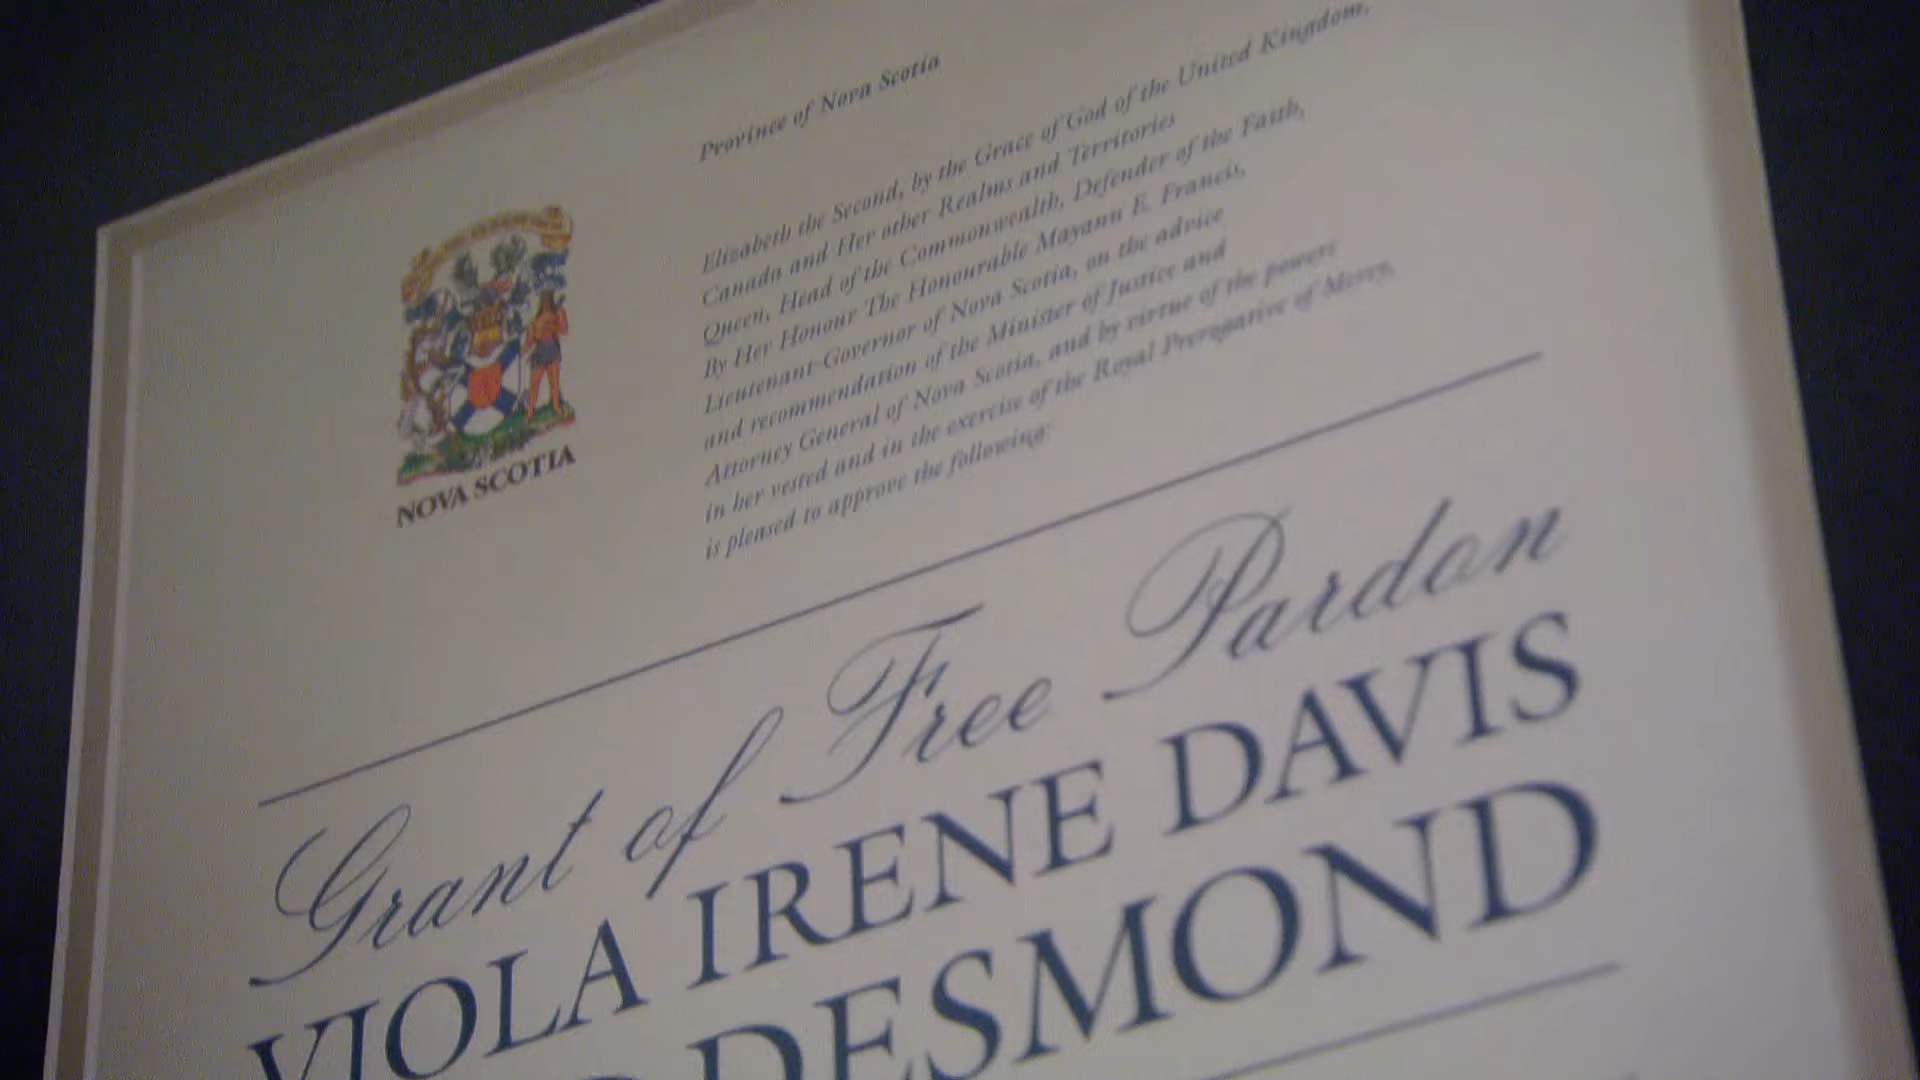 Province of Nova Scotia
Elizabeth the Second, by the Grace of God of the United Kingdom,
Canada and Her other Realms and Territories
Queen, Head of the Commonwealth, Defender of the Faith,
By Her Honour The Honourable Mayann E. Francis,
Lieutenant-Governor of Nova Scotia, on the advice
and recommendation of the Minister of Justice and
Attorney General of Nova Scotia, and by virtue of the powers
in her vested and in the exercise of the Royal Prerogative of Mercy,
is pleased to approve the following:
NOVA SCOTIA
Grant of Free Pardon
VIOLA IRENE DAVIS
DESMOND